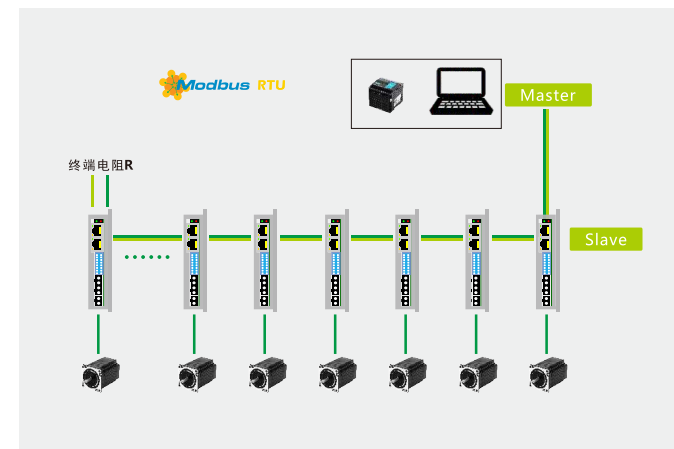 Modbus RTU
Master
终端电阻R
Slave